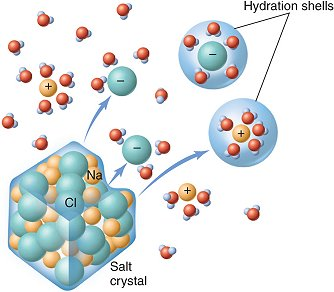 Hydration shells
+
−
−
+
−
Na
Cl
+
Salt
crystal